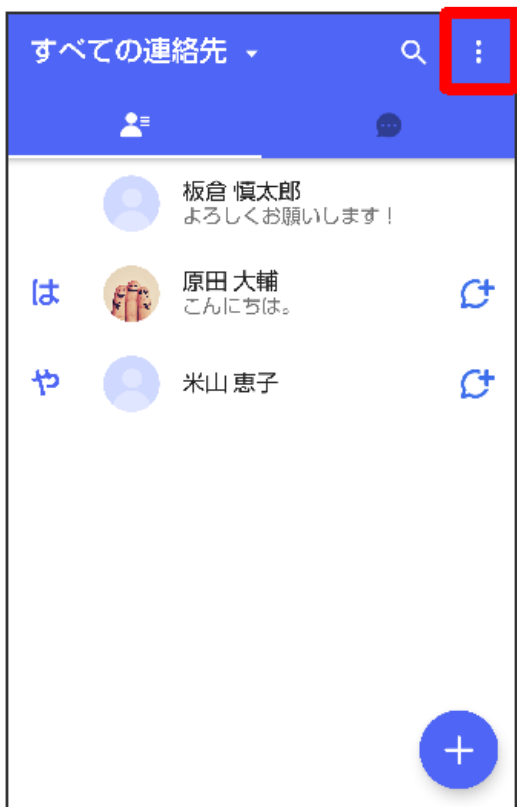 すべての連絡先
板倉 慎太郎
よろしくお願いします！
は
原田 大輔
こんにちは。
や
米山 恵子